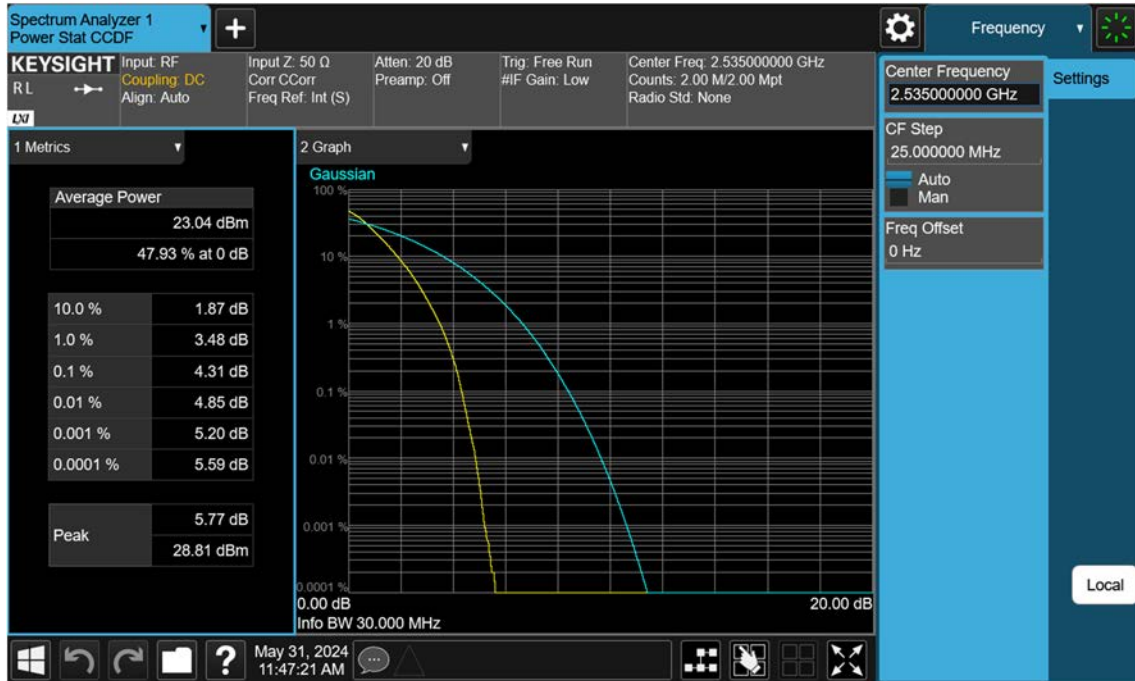 Spectrum Analyzer 1
Power Stat CCDF
Frequency
KEYSIGHT
R L
LXI
Input: RF
Coupling: DC
Align: Auto
Input Z: 50 Ω
Corr CCorr
Freq Ref: Int (S)
Atten: 20 dB
Preamp: Off
Trig: Free Run
#IF Gain: Low
Center Freq: 2.535000000 GHz
Counts: 2.00 M/2.00 Mpt
Radio Std: None
Center Frequency
2.535000000 GHz
Settings
CF Step
25.000000 MHz
Auto
Man
Freq Offset
0 Hz
Local
1 Metrics
Average Power
23.04 dBm
47.93 % at 0 dB
10.0 % 1.87 dB
1.0 % 3.48 dB
0.1 % 4.31 dB
0.01 % 4.85 dB
0.001 % 5.20 dB
0.0001 % 5.59 dB
Peak 5.77 dB
28.81 dBm
2 Graph
Gaussian
100 %
10 %
1 %
0.1 %
0.01 %
0.001 %
0.0001 %
0.00 dB 20.00 dB
Info BW 30.000 MHz
?
May 31, 2024
11:47:21 AM